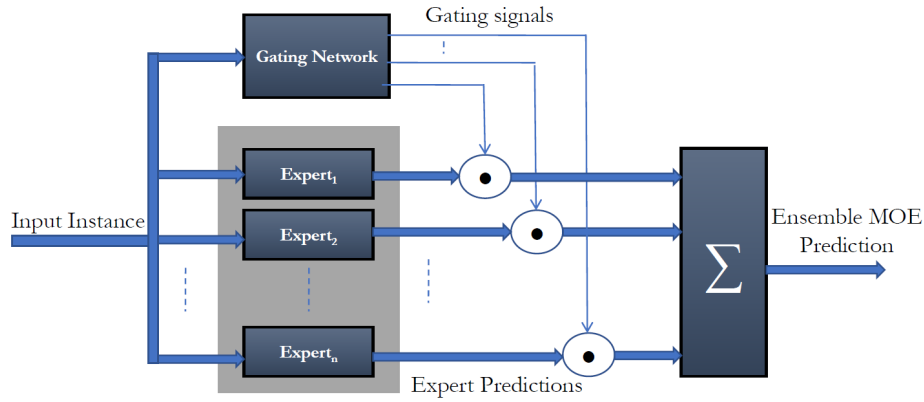 Gating signals
Gating Network
Expert1
Input Instance
Expert2
Ensemble MOE
Prediction
∑
Expertn
Expert Predictions